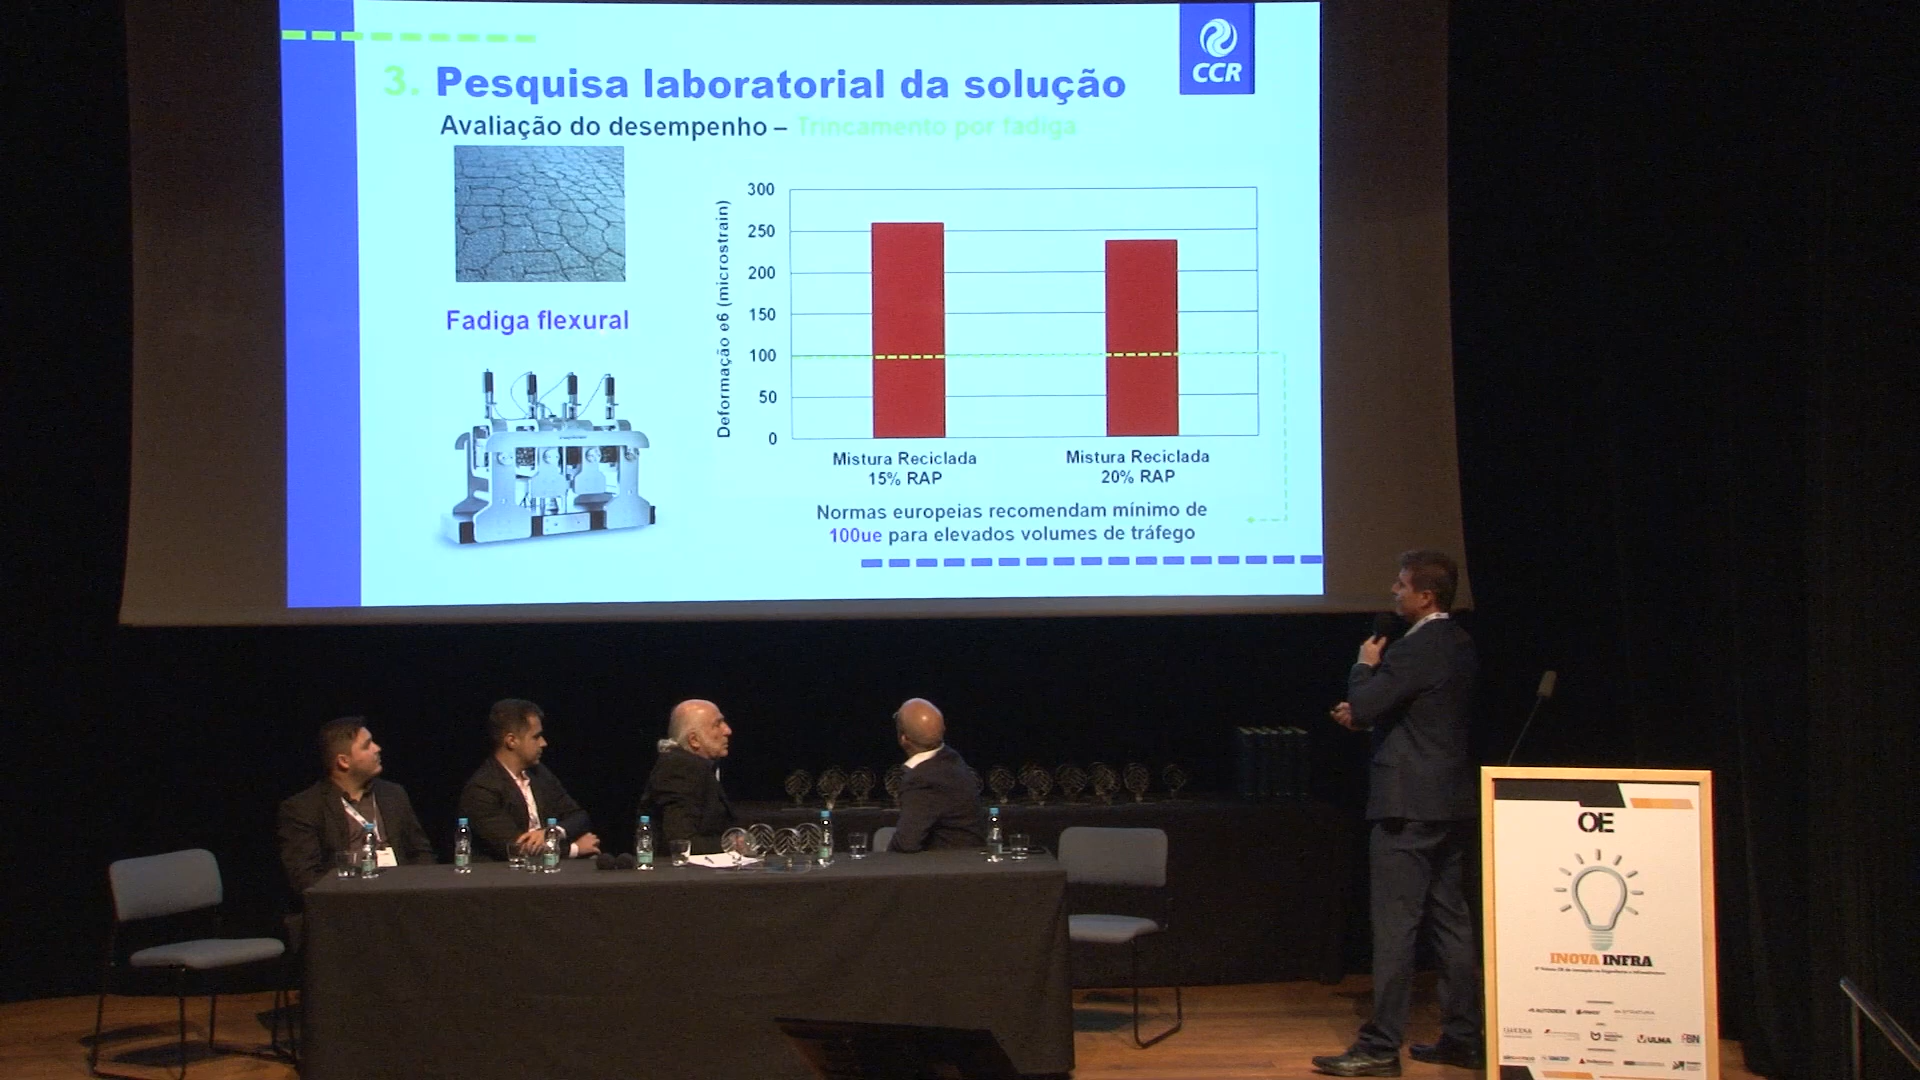 CCR
3. Pesquisa laboratorial da solução
Avaliação do desempenho – Trincamento por fadiga
Fadiga flexural
Deformação e6 (microstrain)
300
250
200
150
100
50
0
Mistura Reciclada
15% RAP
Mistura Reciclada
20% RAP
Normas europeias recomendam mínimo de
100ue para elevados volumes de tráfego
OE
INOVA INFRA
AUTODESK
ULMA